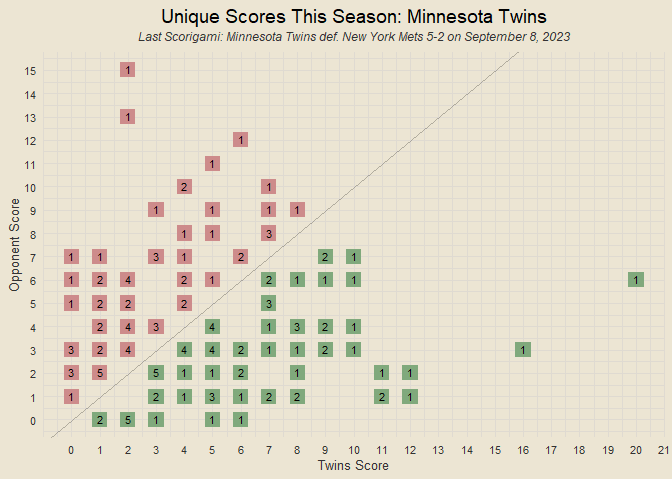 Unique Scores This Season: Minnesota Twins
Last Scorigami: Minnesota Twins def. New York Mets 5-2 on September 8, 2023
15 1
14
13 1
12 1
11 1
10 2 1
9 1 1 1 1
8 1 1 3
7 1 1 3 1 2 2 1
6 1 2 4 2 1 2 1 1 1 1
5 1 2 2 2 3
4 2 4 3 4 1 3 2 1
3 3 2 4 4 4 2 1 1 2 1 1
2 3 5 5 1 1 2 1 1 1
1 1 2 1 3 1 2 2 2 1
0 2 5 1 1 1
Opponent Score
0 1 2 3 4 5 6 7 8 9 10 11 12 13 14 15 16 17 18 19 20 21
Twins Score